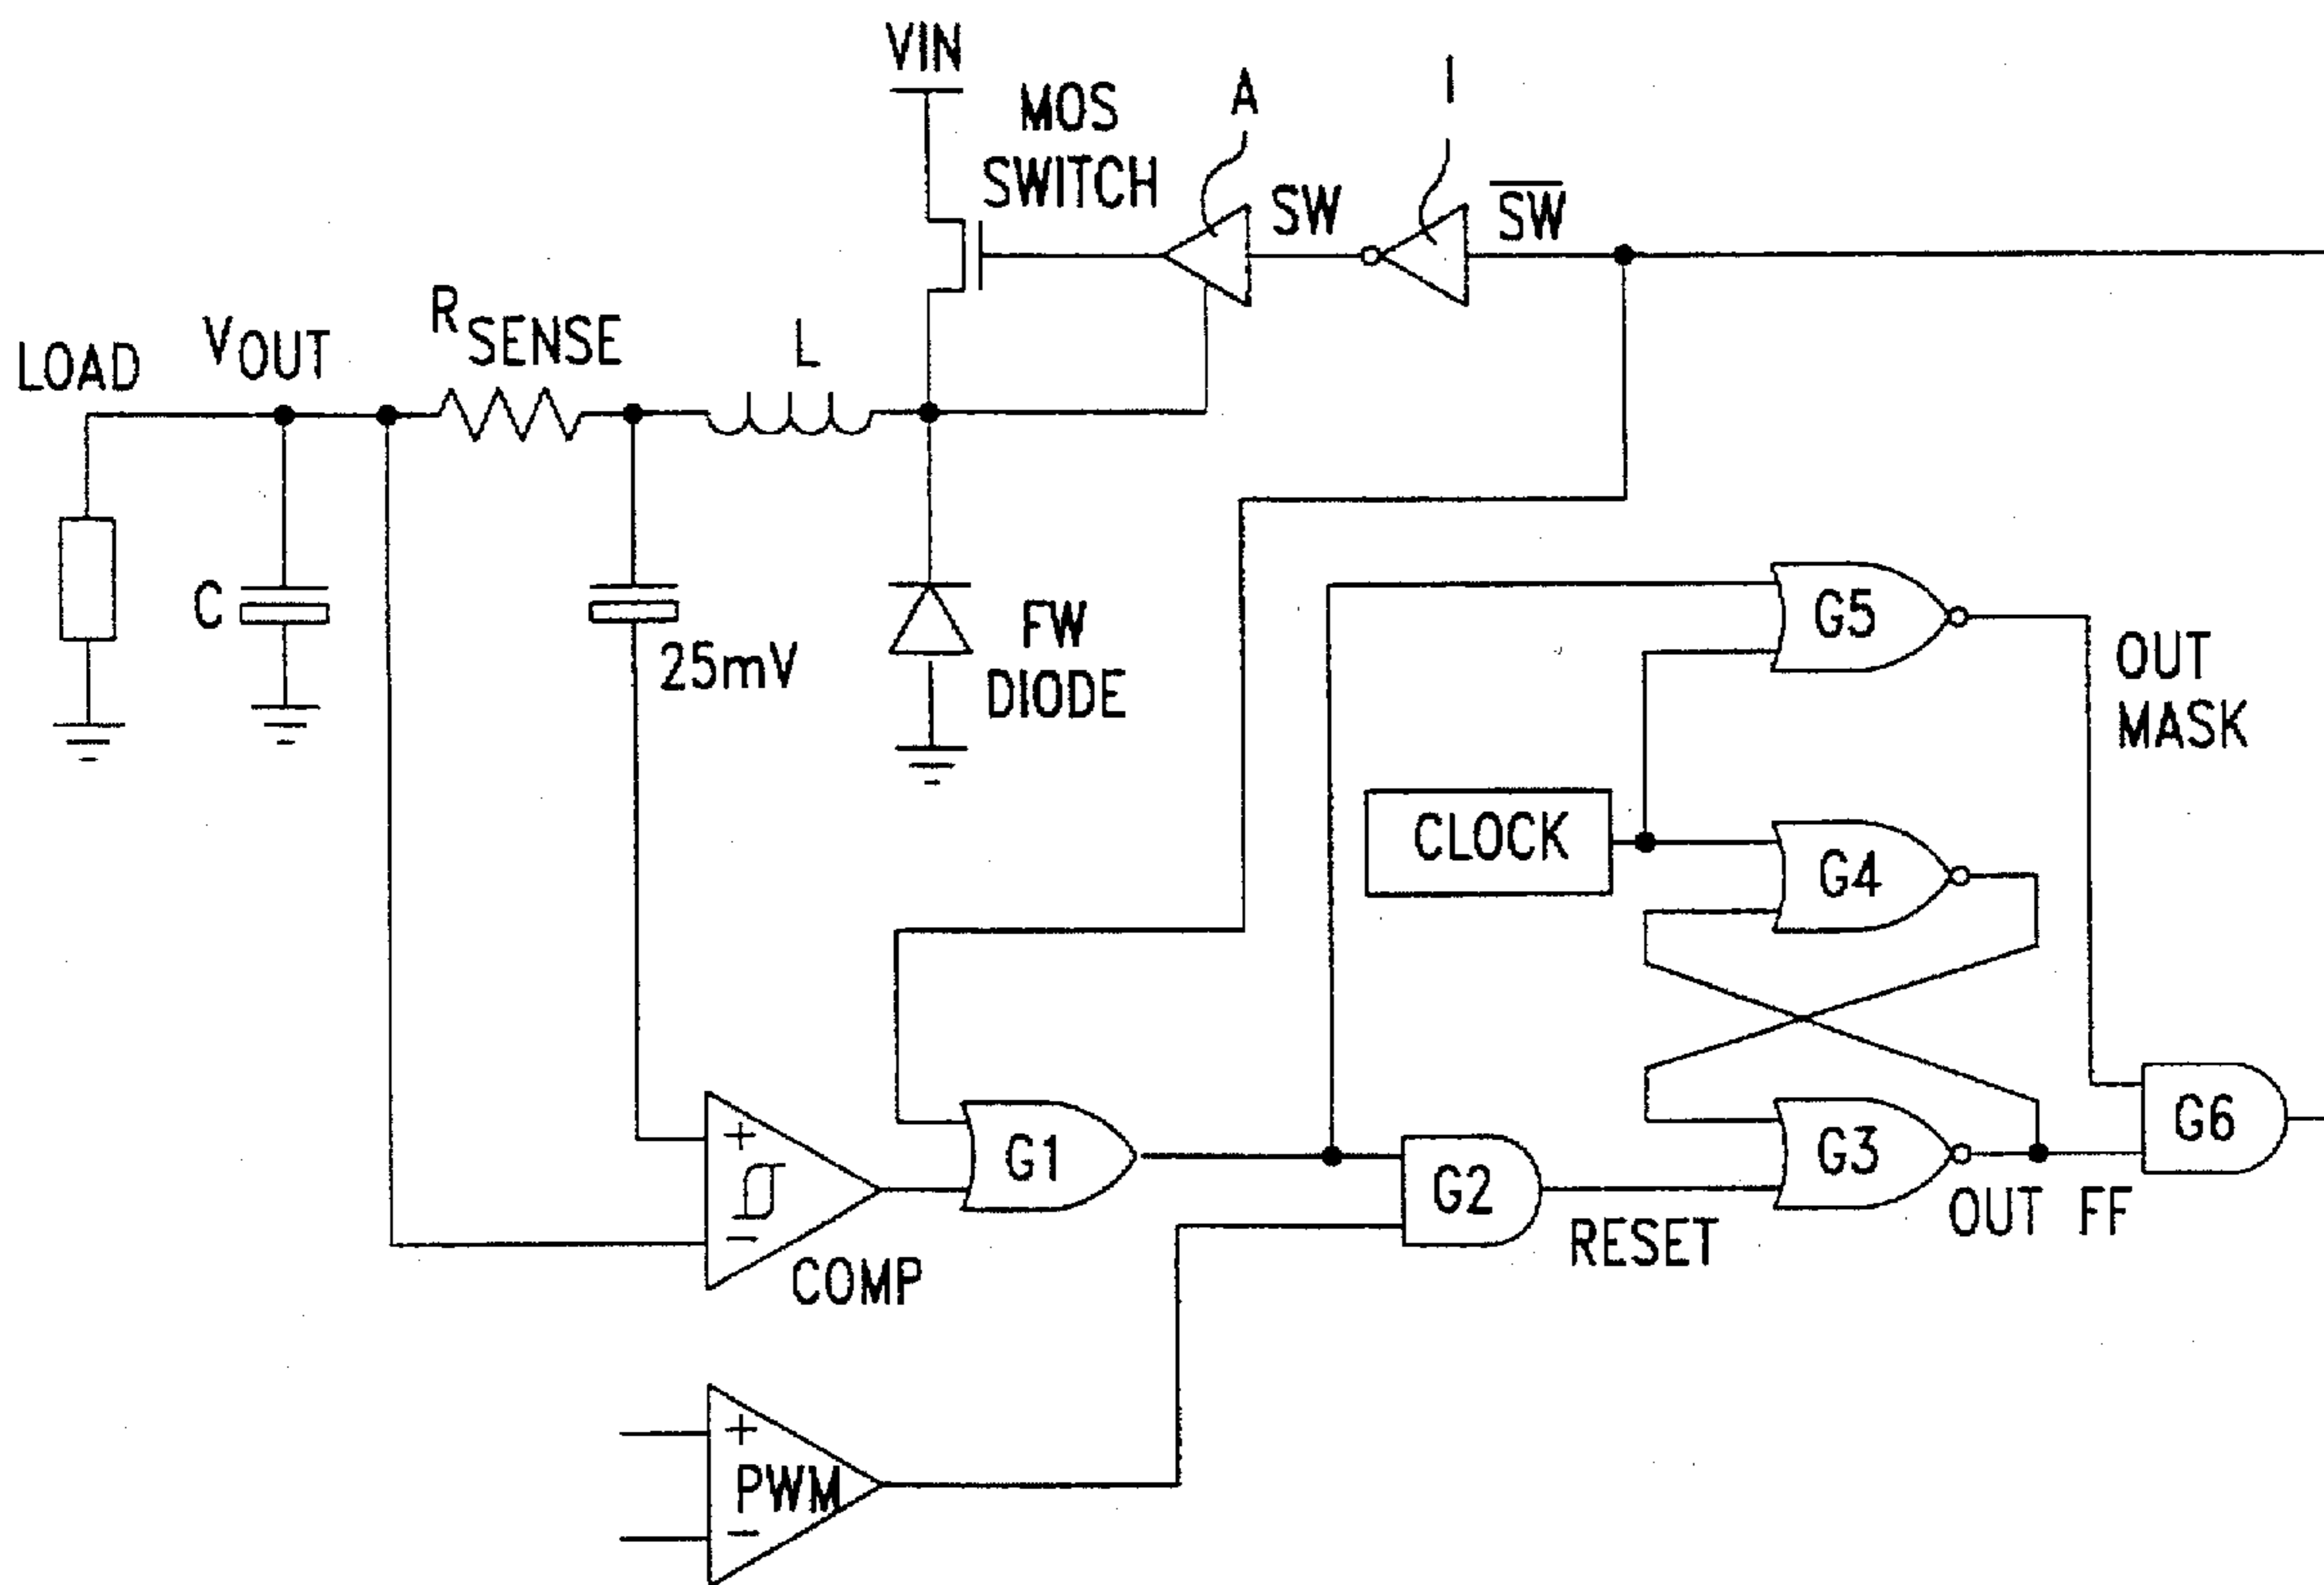 VIN
MOS
SWITCH
A
I
SW
SW
LOAD
VOUT
RSENSE
L
C
25mV
FW
DIODE
G5
OUT
MASK
CLOCK
G4
+
-
COMP
G1
G2
RESET
G3
OUT FF
G6
+
PWM
-